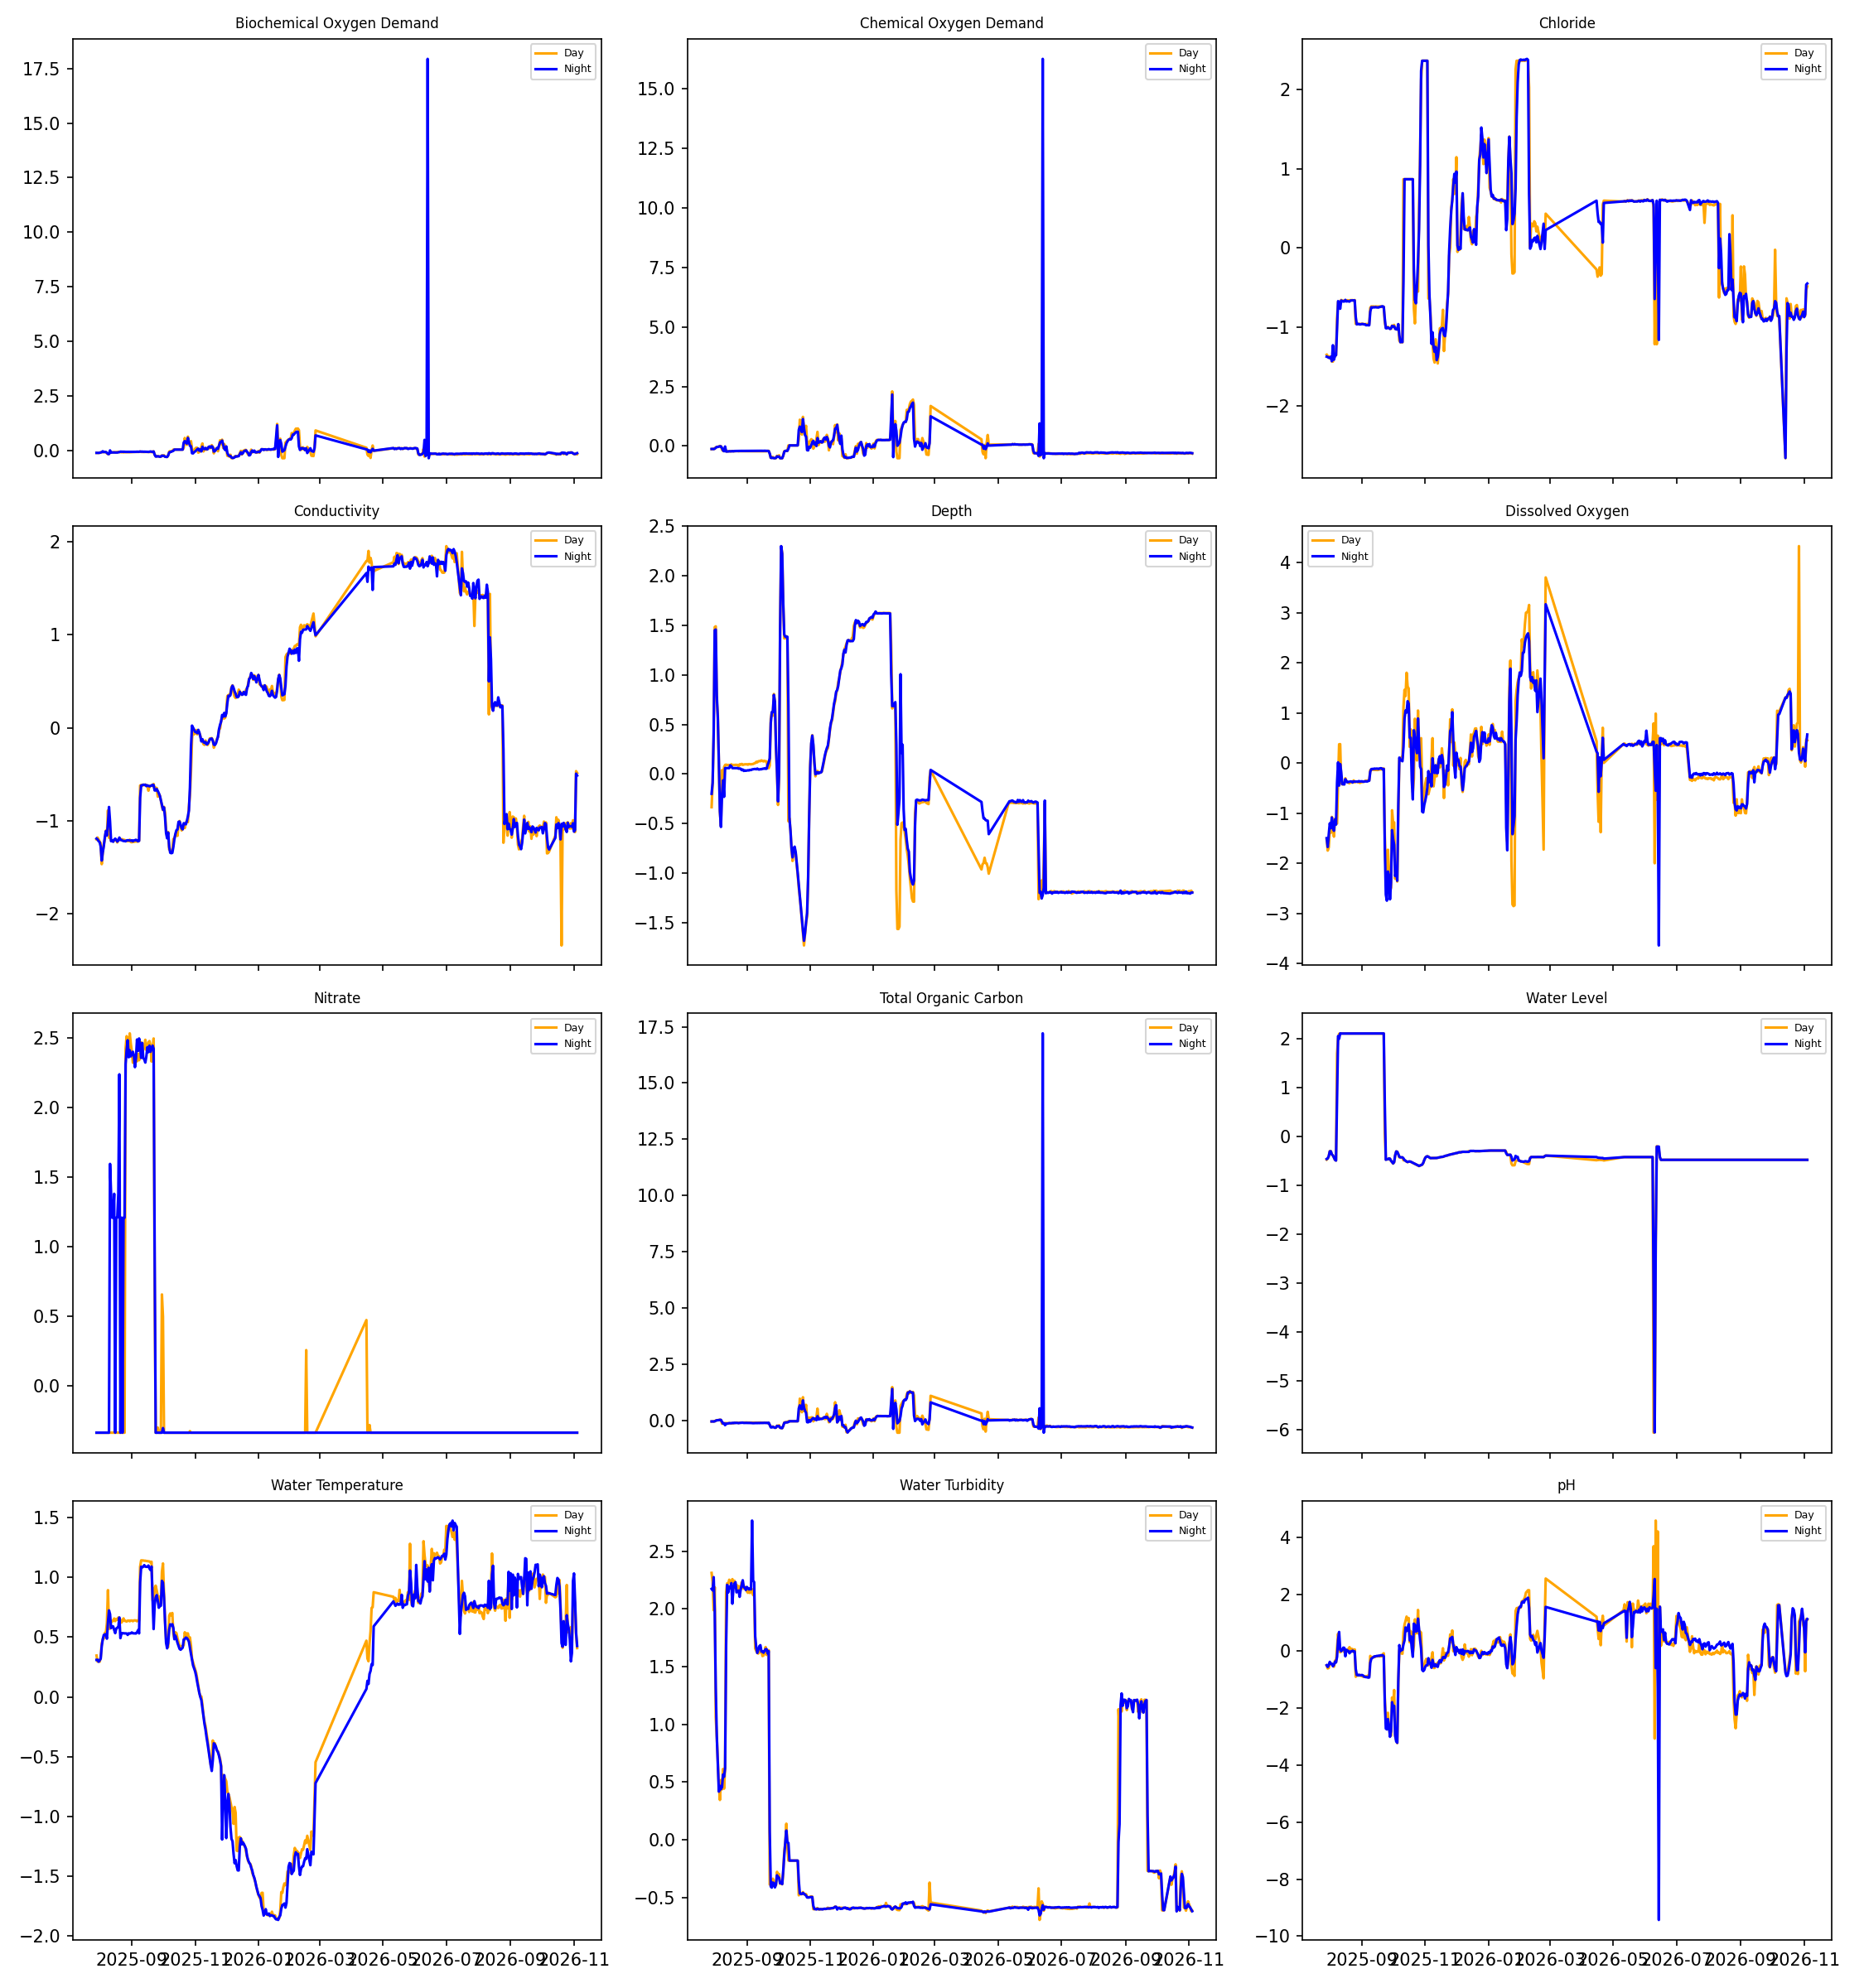 Biochemical Oxygen Demand
Day
Night
17.5
15.0
12.5
10.0
7.5
5.0
2.5
0.0
Chemical Oxygen Demand
Day
Night
15.0
12.5
10.0
7.5
5.0
2.5
0.0
Chloride
Day
Night
2
1
0
−1
−2
Conductivity
Day
Night
2
1
0
−1
−2
Depth
Day
Night
2.5
2.0
1.5
1.0
0.5
0.0
−0.5
−1.0
−1.5
Dissolved Oxygen
Day
Night
4
3
2
1
0
−1
−2
−3
−4
Nitrate
Day
Night
2.5
2.0
1.5
1.0
0.5
0.0
Total Organic Carbon
Day
Night
17.5
15.0
12.5
10.0
7.5
5.0
2.5
0.0
Water Level
Day
Night
2
1
0
−1
−2
−3
−4
−5
−6
Water Temperature
Day
Night
1.5
1.0
0.5
0.0
−0.5
−1.0
−1.5
−2.0
2025-09 2025-11 2026-01 2026-03 2026-05 2026-07 2026-09 2026-11
Water Turbidity
Day
Night
2.5
2.0
1.5
1.0
0.5
0.0
−0.5
2025-09 2025-11 2026-01 2026-03 2026-05 2026-07 2026-09 2026-11
pH
Day
Night
4
2
0
−2
−4
−6
−8
−10
2025-09 2025-11 2026-01 2026-03 2026-05 2026-07 2026-09 2026-11